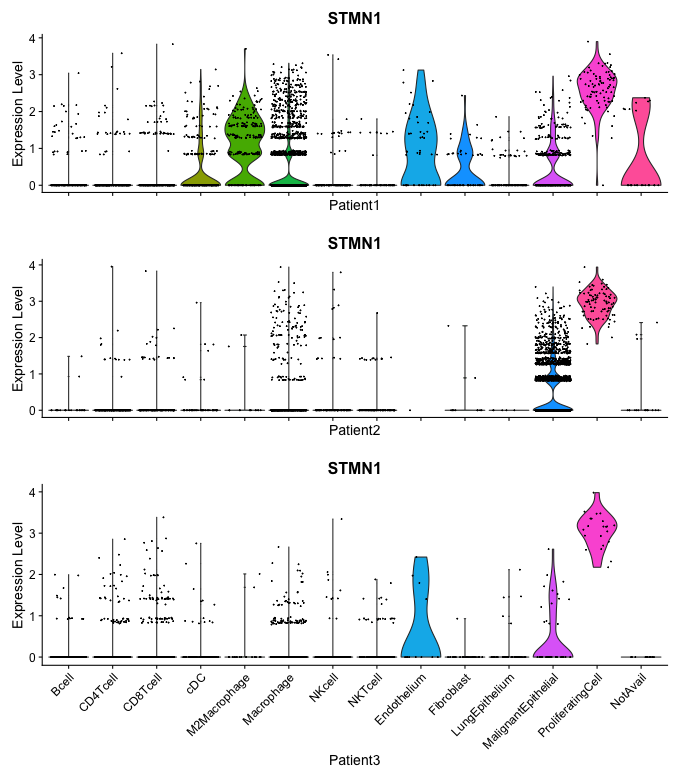 STMN1
Expression Level
4
3
2
1
0
Patient1
STMN1
Expression Level
4
3
2
1
0
Patient2
STMN1
Expression Level
4
3
2
1
0
Bcell
CD4Tcell
CD8Tcell
cDC
M2Macrophage
Macrophage
NKcell
NKTcell
Endothelium
Fibroblast
LungEpithelium
MalignantEpithelial
ProliferatingCell
NotAvail
Patient3